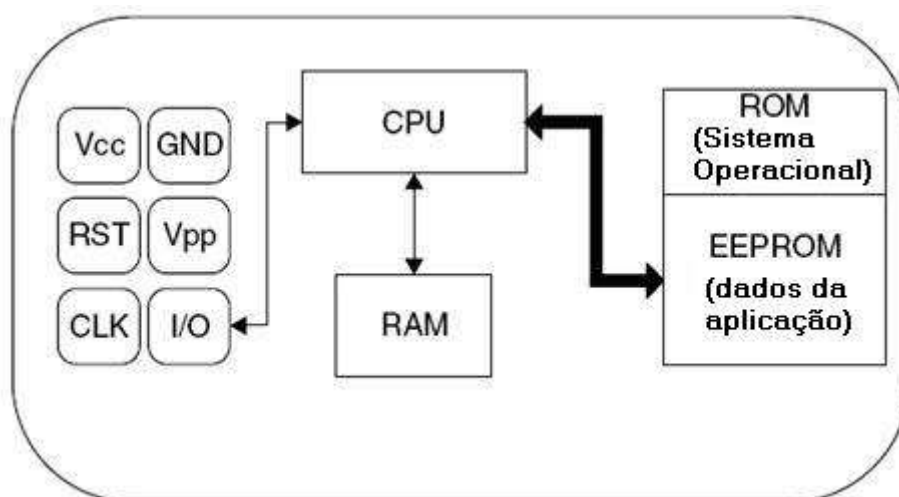 Vcc GND
RST Vpp
CLK I/O
CPU
RAM
ROM
(Sistema
Operacional)
EEPROM
(dados da
aplicação)